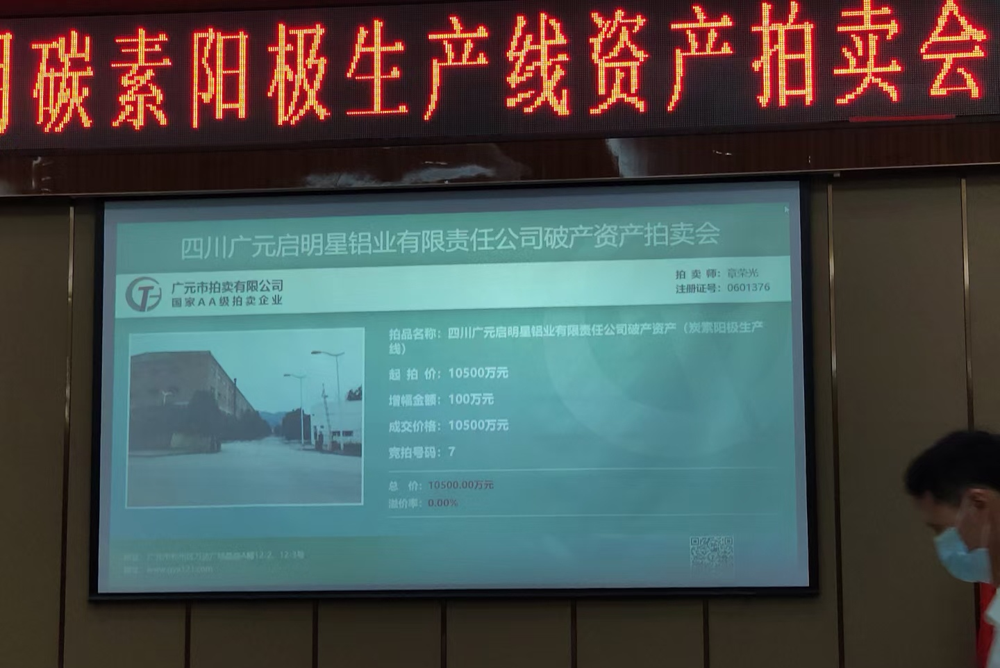 碳素阳极生产线资产拍卖会
四川广元启明星铝业有限责任公司破产资产拍卖会
广元市拍卖有限公司
国家AA级拍卖企业
拍卖师：章荣光
注册证号：0601376
拍品名称：四川广元启明星铝业有限责任公司破产资产（炭素阳极生产
线）
起拍价：10500万元
增幅金额：100万元
成交价格：10500万元
竞拍号码：7
总价：10500.00万元
溢价率：0.00%